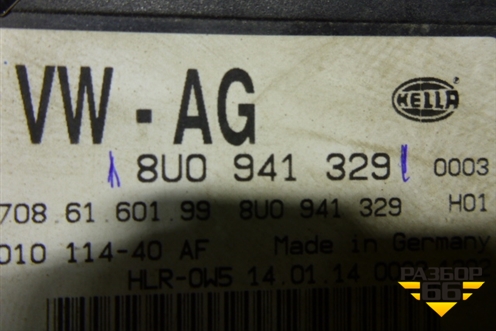 VW - AG
HELLA
8U0 941 329 0003
708.61.601.99 8U0 941 329 H01
010 114-40 AF Made in Germany
HLR-0W5 14.01.14
РАЗБОР
66